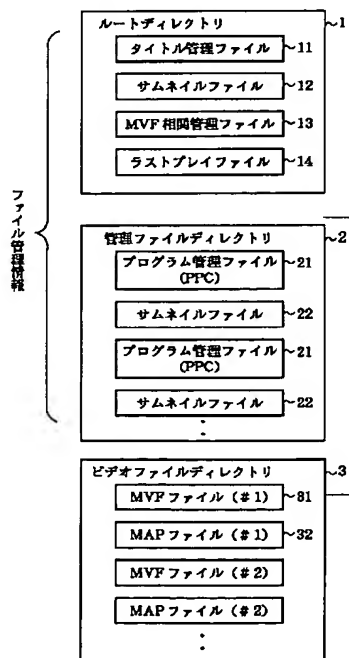 ルートディレクトリ ~1
タイトル管理ファイル ~11
サムネイルファイル ~12
MVF相関管理ファイル ~13
ラストプレイファイル ~14
ファイル管理情報
管理ファイルディレクトリ ~2
プログラム管理ファイル ~21
(PPC)
サムネイルファイル ~22
プログラム管理ファイル ~21
(PPC)
サムネイルファイル ~22
ビデオファイルディレクトリ ~3
MVFファイル (#1) ~81
MAPファイル (#1) ~32
MVFファイル (#2)
MAPファイル (#2)